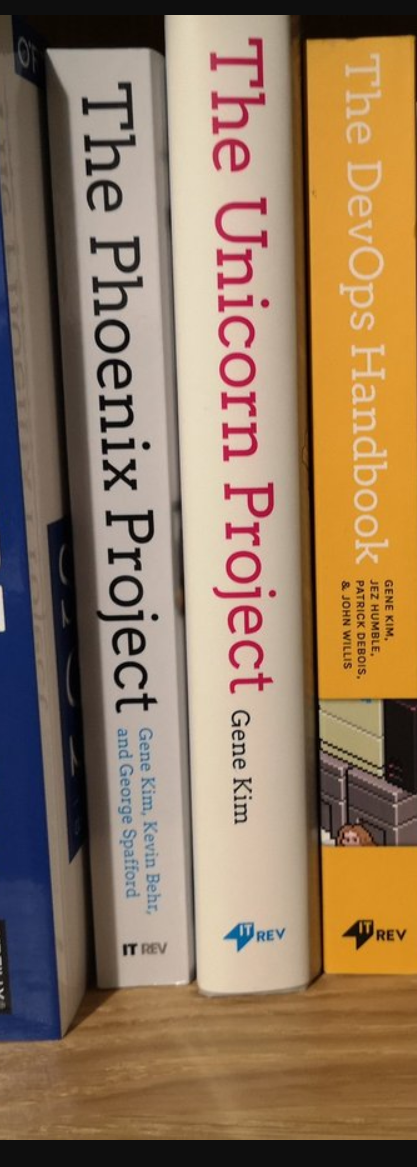 The Phoenix Project
Gene Kim, Kevin Behr,
and George Spafford
IT REV
The Unicorn Project
Gene Kim
IT REV
The DevOps Handbook
GENE KIM,
JEZ HUMBLE,
PATRICK DEBOIS,
& JOHN WILLIS
IT REV